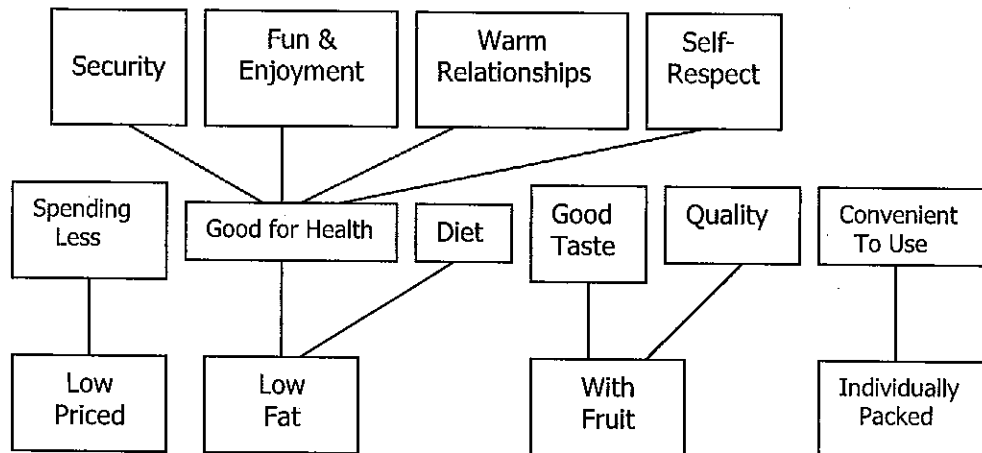 Security
Fun &
Enjoyment
Warm
Relationships
Self-
Respect
Spending
Less
Good for Health
Diet
Good
Taste
Quality
Convenient
To Use
Low
Priced
Low
Fat
With
Fruit
Individually
Packed